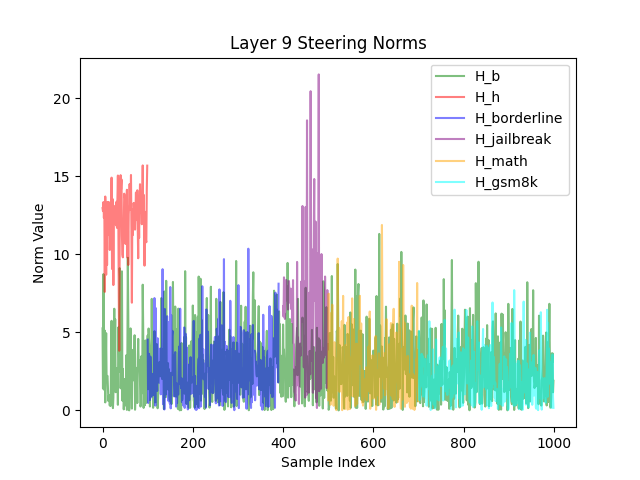 Layer 9 Steering Norms
H_b
H_h
H_borderline
H_jailbreak
H_math
H_gsm8k
20
15
10
5
0
Norm Value
0 200 400 600 800 1000
Sample Index